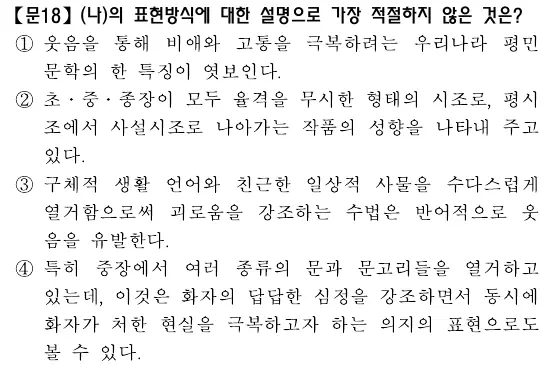 【문18】 (나)의 표현방식에 대한 설명으로 가장 적절하지 않은 것은?
① 웃음을 통해 비애와 고통을 극복하려는 우리나라 평민
문학의 한 특징이 엿보인다.
② 초·중·종장이 모두 율격을 무시한 형태의 시조로, 평시
조에서 사설시조로 나아가는 작품의 성향을 나타내 주고
있다.
③ 구체적 생활 언어와 친근한 일상적 사물을 수다스럽게
열거함으로써 괴로움을 강조하는 수법은 반어적으로 웃
음을 유발한다.
④ 특히 중장에서 여러 종류의 문과 문고리들을 열거하고
있는데, 이것은 화자의 답답한 심정을 강조하면서 동시에
화자가 처한 현실을 극복하고자 하는 의지의 표현으로도
볼 수 있다.